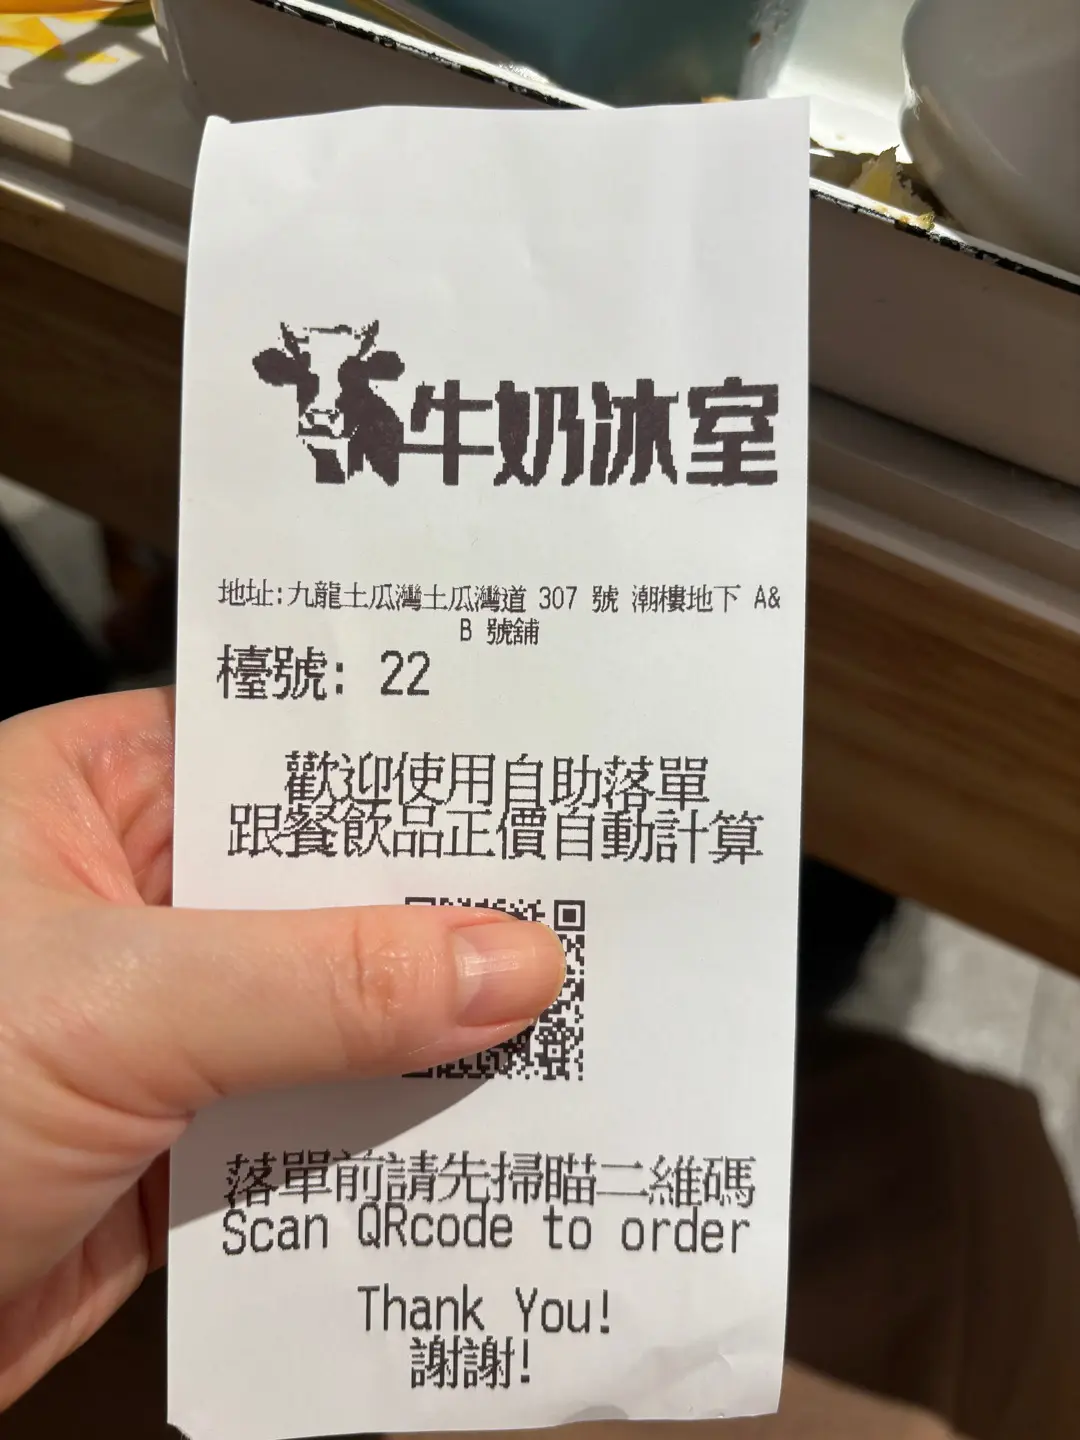 牛奶冰室
地址:九龍土瓜灣土瓜灣道 307 號 潮樓地下 A&
B 號舖
檯號: 22
歡迎使用自助落單
跟餐飲品正價自動計算
落單前請先掃瞄二維碼
Scan QRcode to order
Thank You!
謝謝!